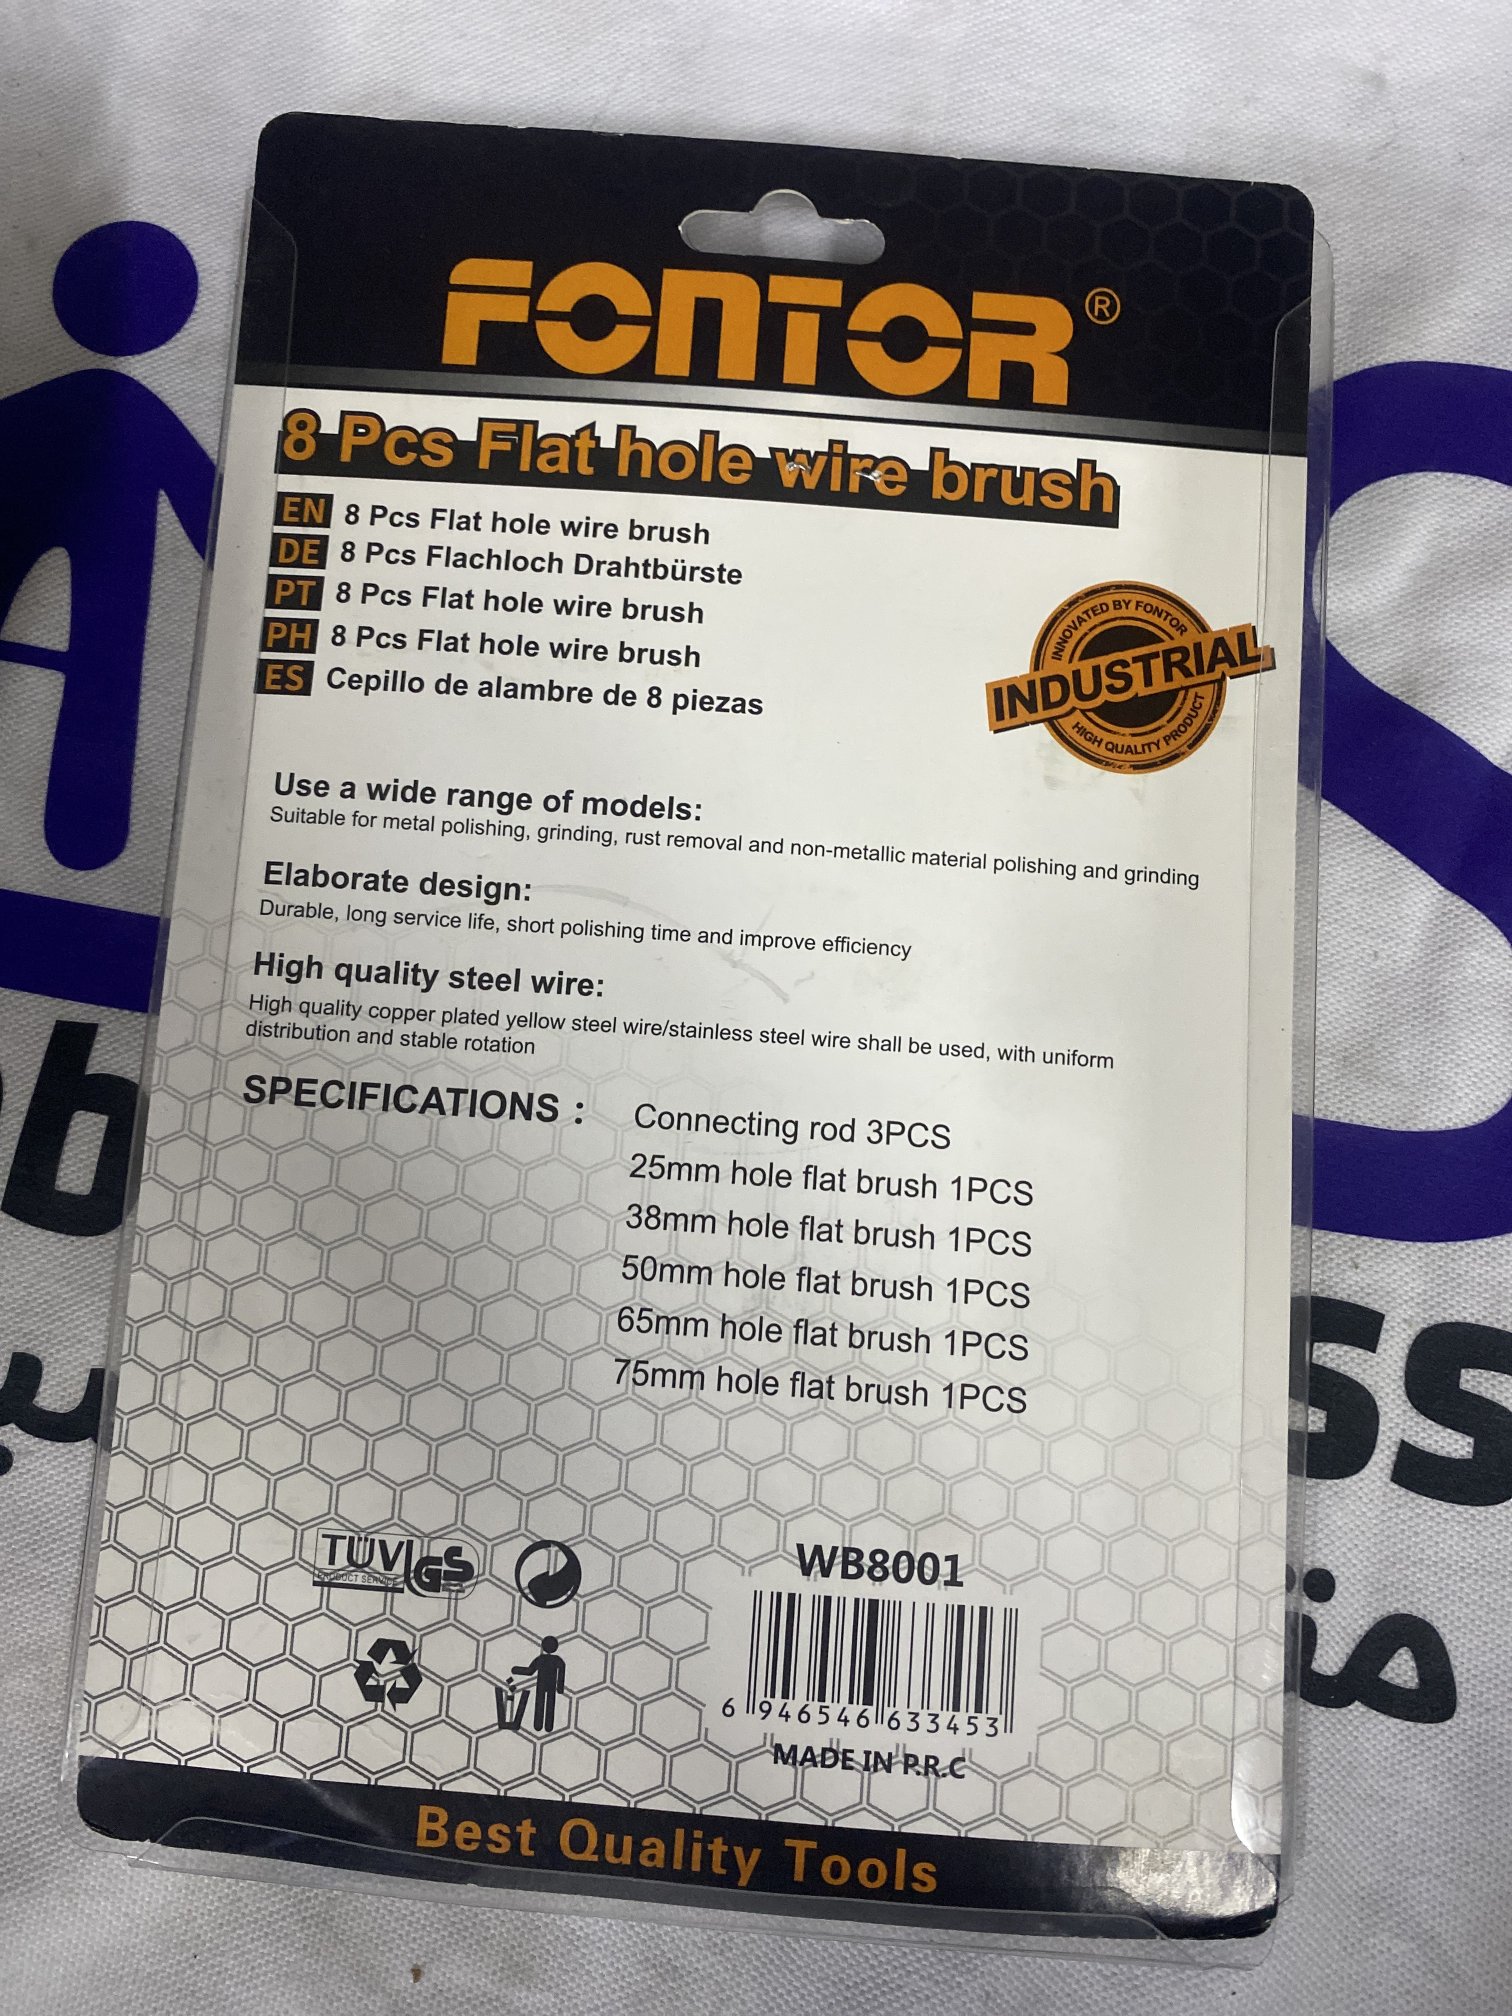 FONTOR®
8 Pcs Flat hole wire brush
EN 8 Pcs Flat hole wire brush
DE 8 Pcs Flachloch Drahtbürste
PT 8 Pcs Flat hole wire brush
PH 8 Pcs Flat hole wire brush
ES Cepillo de alambre de 8 piezas
INNOVATED BY FONTOR
INDUSTRIAL
HIGH QUALITY PRODUCT
Use a wide range of models:
Suitable for metal polishing, grinding, rust removal and non-metallic material polishing and grinding
Elaborate design:
Durable, long service life, short polishing time and improve efficiency
High quality steel wire:
High quality copper plated yellow steel wire/stainless steel wire shall be used, with uniform
distribution and stable rotation
SPECIFICATIONS :
Connecting rod 3PCS
25mm hole flat brush 1PCS
38mm hole flat brush 1PCS
50mm hole flat brush 1PCS
65mm hole flat brush 1PCS
75mm hole flat brush 1PCS
TÜV GS
PRODUCT SERVICE
WB8001
6 946546 633453
MADE IN P.R.C
Best Quality Tools